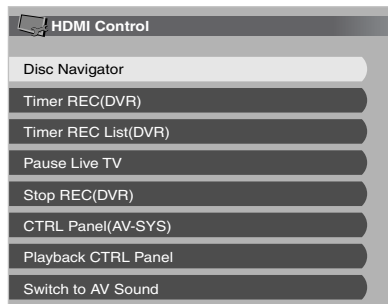 HDMI Control
Disc Navigator
Timer REC(DVR)
Timer REC List(DVR)
Pause Live TV
Stop REC(DVR)
CTRL Panel(AV-SYS)
Playback CTRL Panel
Switch to AV Sound